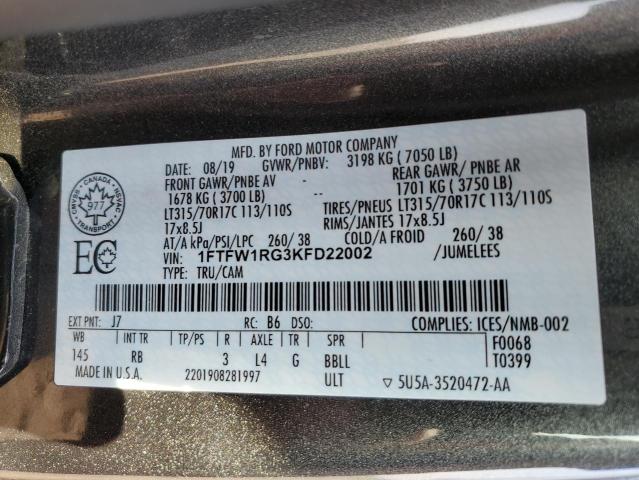 MFD. BY FORD MOTOR COMPANY
DATE: 08/19 GVWR/PNBV: 3198 KG ( 7050 LB)
FRONT GAWR/ PNBE AV - REAR GAWR/ PNBE AR
1678 KG ( 3700 LB) - 1701 KG ( 3750 LB)
LT315/70R17C 113/110S TIRES/PNEUS LT315/70R17C 113/110S
17x8.5J RIMS/JANTES 17x8.5J
AT/A kPa/PSI/LPC 260/ 38 COLD/A FROID 260/ 38
VIN: 1FTFW1RG3KFD22002 /JUMELEES
TYPE: TRU/CAM
CANADA
977
TRANSPORT
EC
EXT PNT: J7 RC: B6 DSO: COMPLIES: ICES/NMB-002
WB INT TR TP/PS R AXLE TR SPR F0068
145 RB 3 L4 G BBLL T0399
MADE IN U.S.A. 2201908281997 ULT ▽ 5U5A-3520472-AA